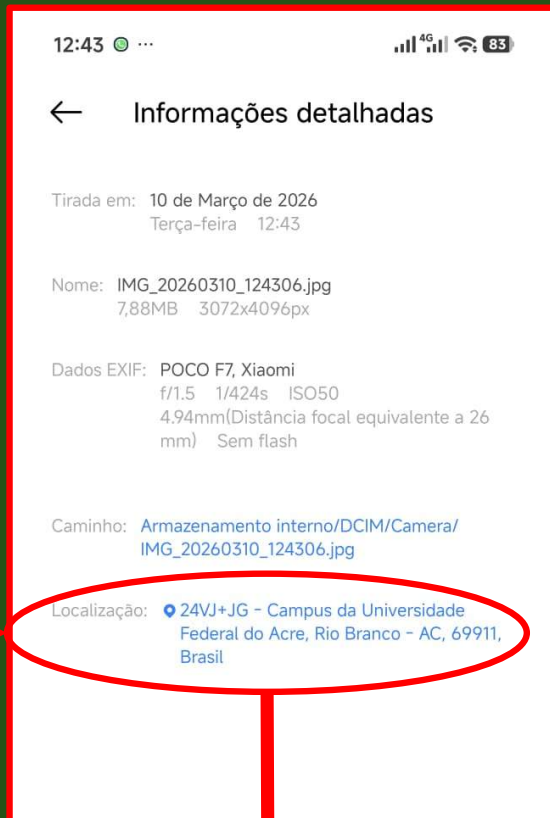 12:43 ...
4G 83
← Informações detalhadas
Tirada em: 10 de Março de 2026
Terça-feira 12:43
Nome: IMG_20260310_124306.jpg
7,88MB 3072x4096px
Dados EXIF: POCO F7, Xiaomi
f/1.5 1/424s ISO50
4.94mm(Distância focal equivalente a 26
mm) Sem flash
Caminho: Armazenamento interno/DCIM/Camera/
IMG_20260310_124306.jpg
Localização: 24VJ+JG - Campus da Universidade
Federal do Acre, Rio Branco - AC, 69911,
Brasil